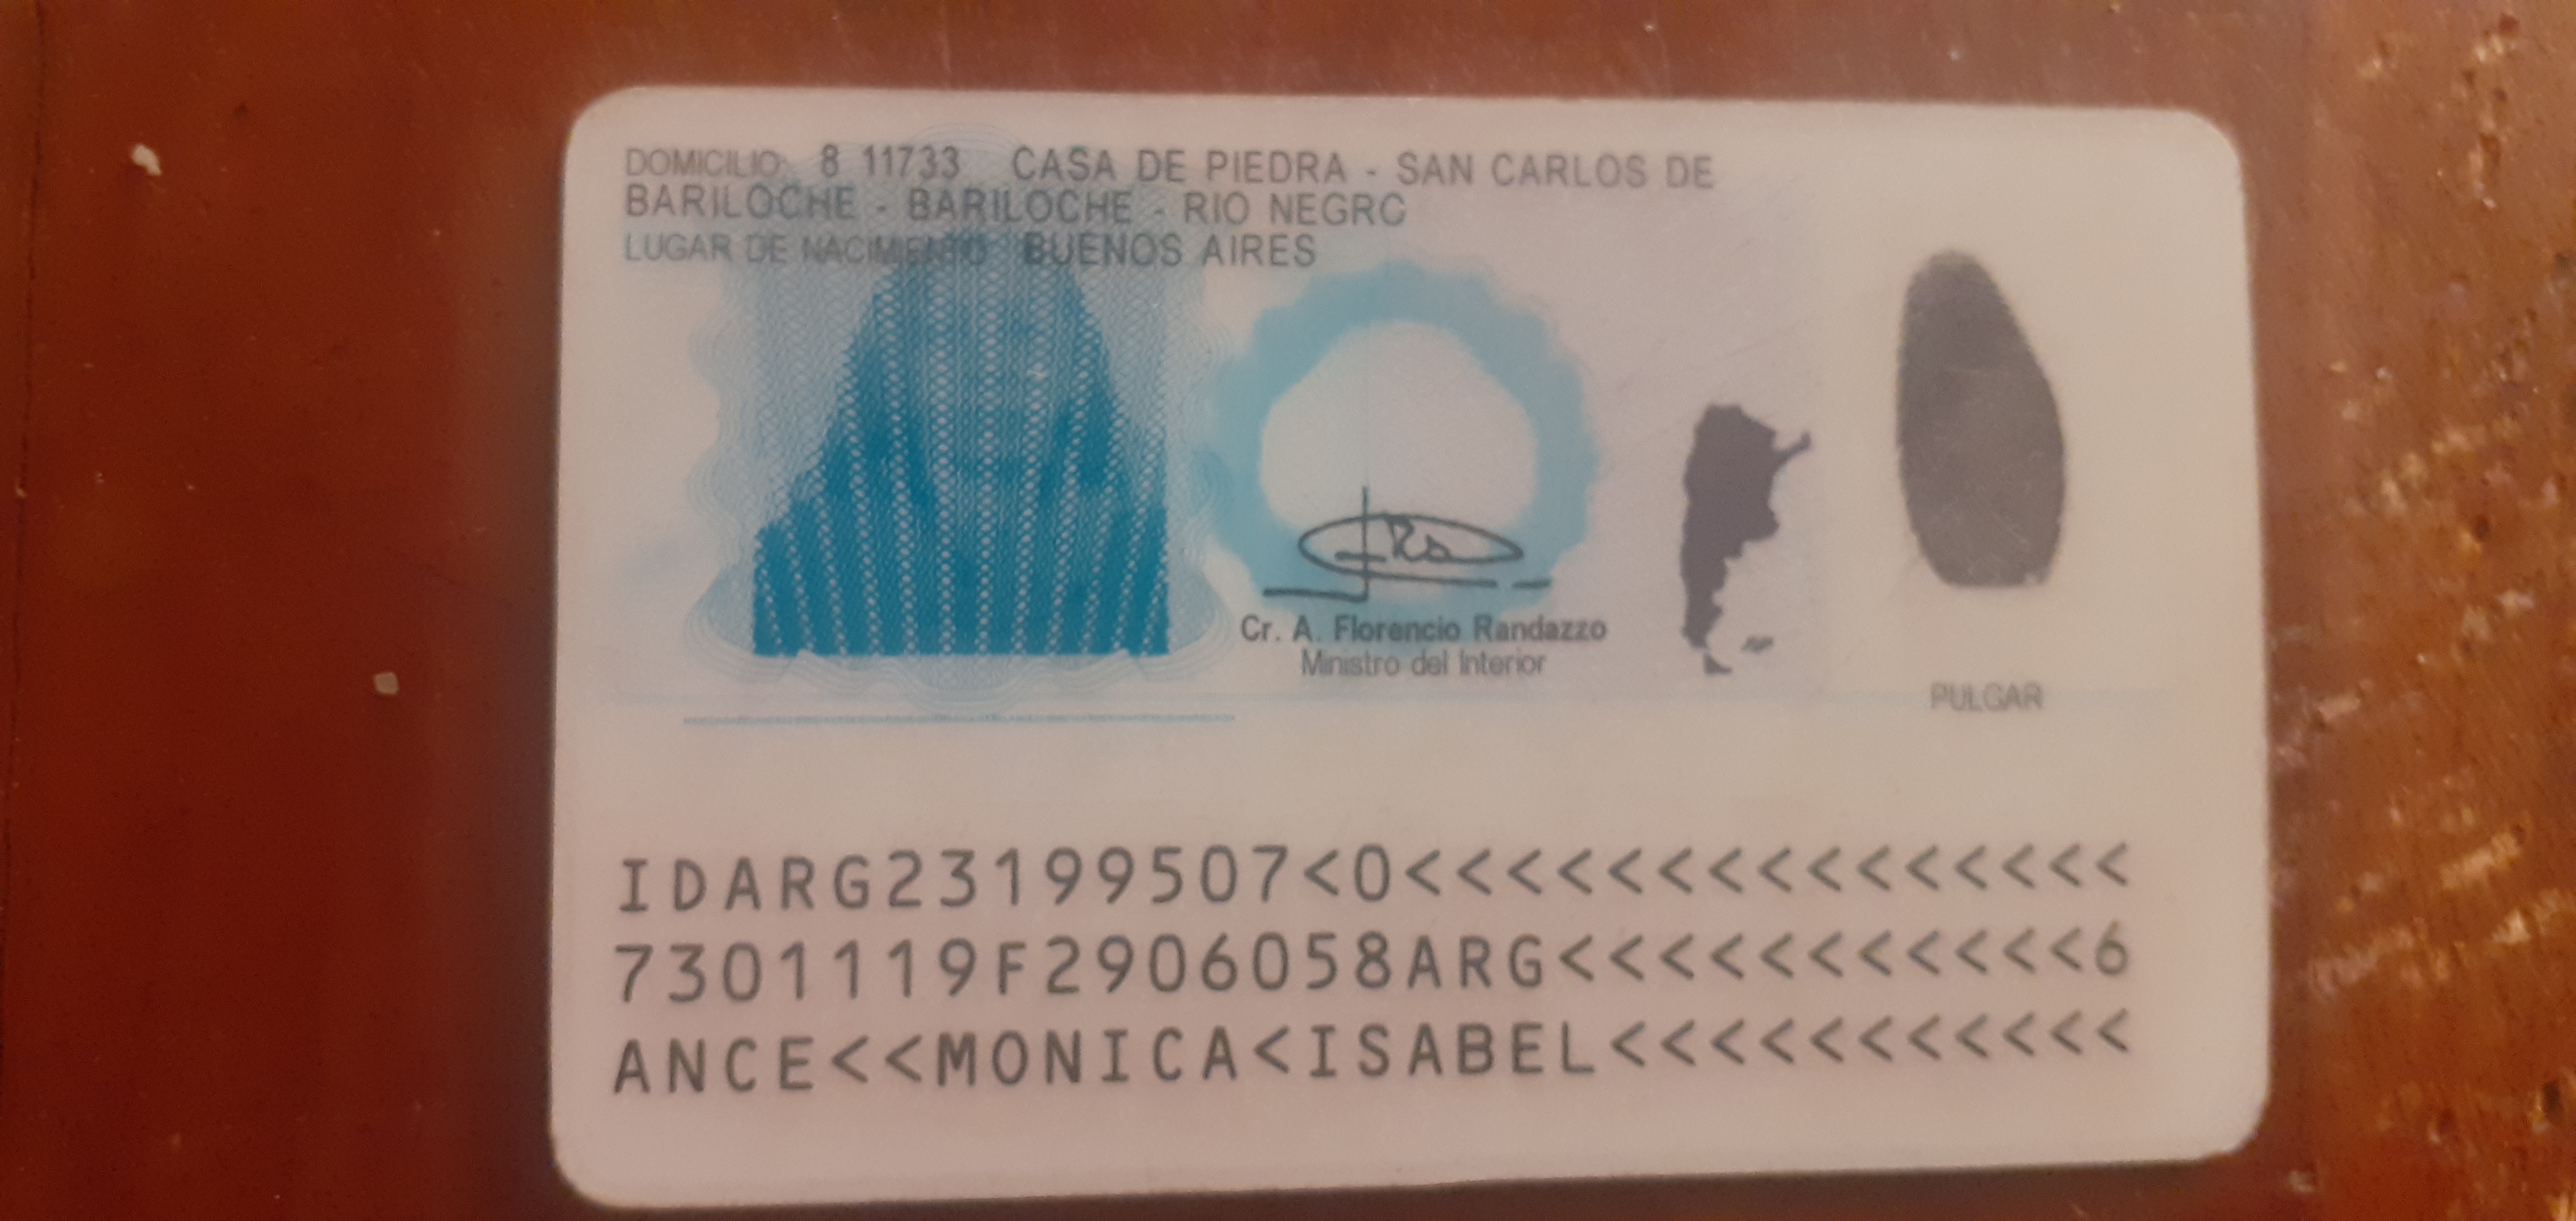 DOMICILIO: 8 11733 CASA DE PIEDRA - SAN CARLOS DE
BARILOCHE - BARILOCHE - RIO NEGRO
LUGAR DE NACIMIENTO: BUENOS AIRES
Cr. A. Florencio Randazzo
Ministro del Interior
PULGAR
IDARG23199507<0<<<<<<<<<<<<<<<
7301119F2906058ARG<<<<<<<<<<<6
ANCE<<MONICA<ISABEL<<<<<<<<<<<